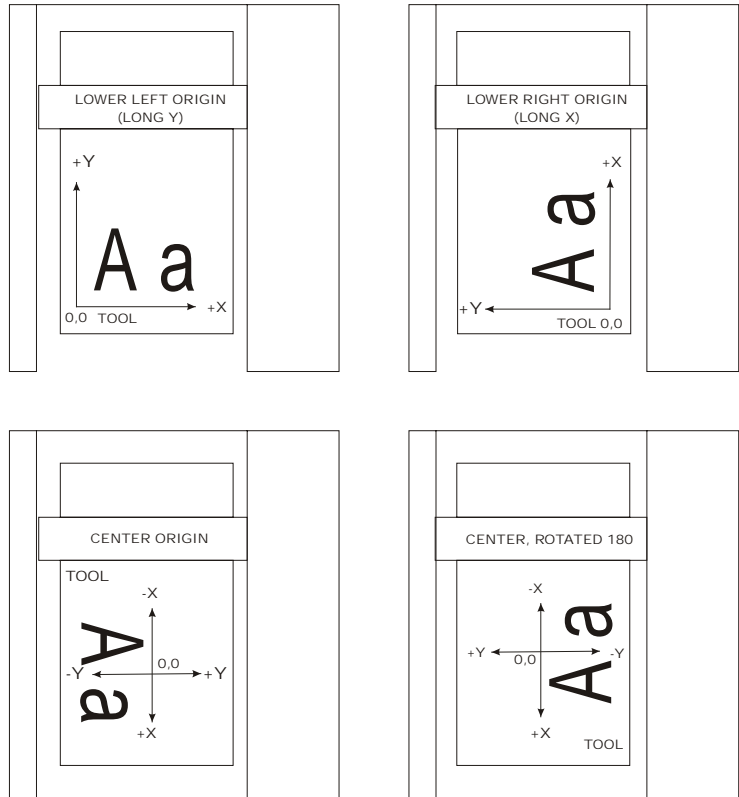 LOWER LEFT ORIGIN
(LONG Y)
+Y
A a
+X
0,0 TOOL
LOWER RIGHT ORIGIN
(LONG X)
+X
A a
+Y
TOOL 0,0
CENTER ORIGIN
TOOL
-X
A a
0,0
-Y
+Y
+X
CENTER, ROTATED 180
-X
A a
+Y
0,0
-Y
+X
TOOL